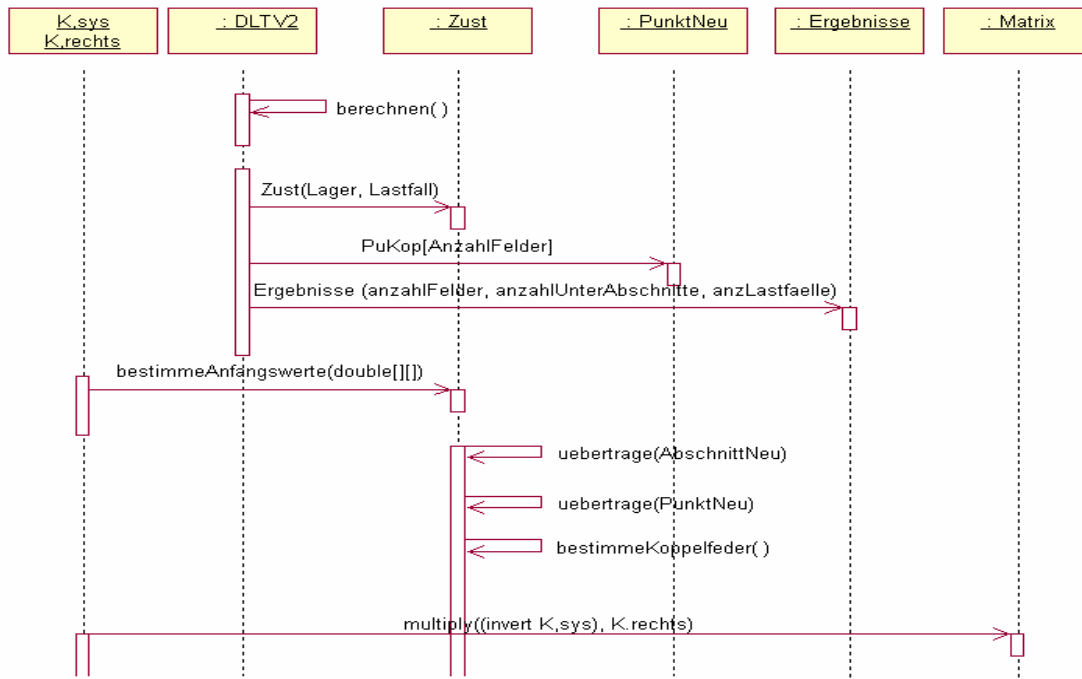 K,sys
K,rechts
: DLTV2
: Zust
: PunktNeu
: Ergebnisse
: Matrix
berechnen( )
Zust(Lager, Lastfall)
PuKop[AnzahlFelder]
Ergebnisse (anzahlFelder, anzahlUnterAbschnitte, anzLastfaelle)
bestimmeAnfangswerte(double[][])
uebertrage(AbschnittNeu)
uebertrage(PunktNeu)
bestimmeKoppelfeder( )
multiply((invert K,sys), K.rechts)